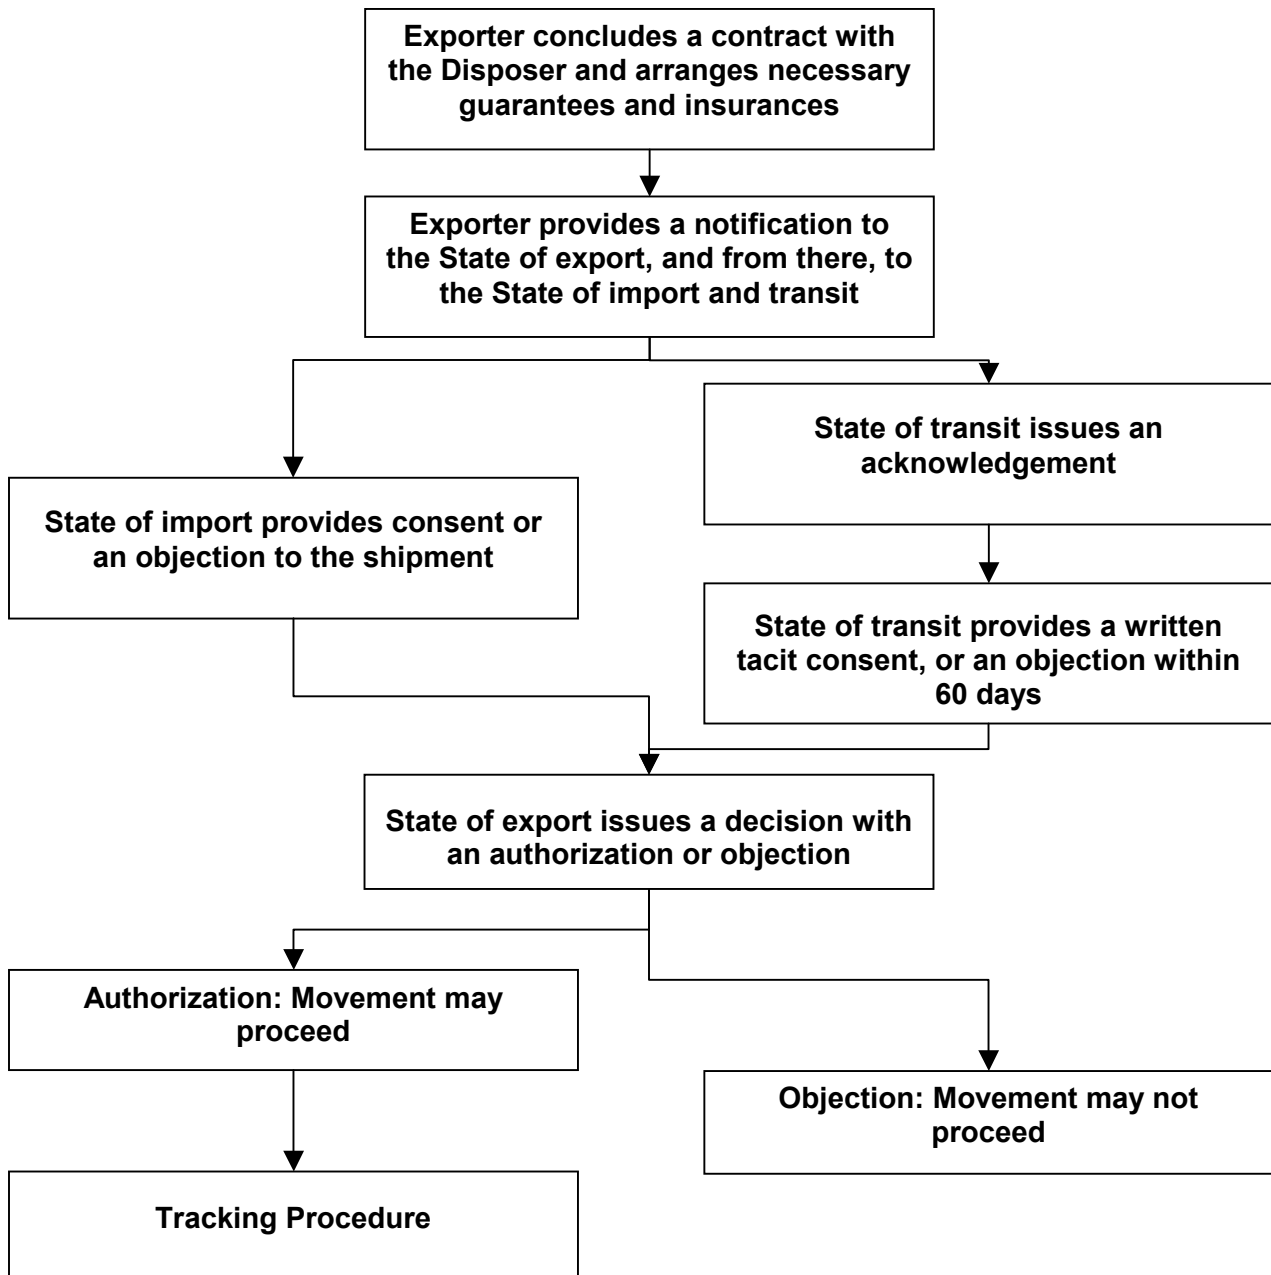 Exporter concludes a contract with
the Disposer and arranges necessary
guarantees and insurances
Exporter provides a notification to
the State of export, and from there, to
the State of import and transit
State of transit issues an
acknowledgement
State of import provides consent or
an objection to the shipment
State of transit provides a written
tacit consent, or an objection within
60 days
State of export issues a decision with
an authorization or objection
Authorization: Movement may
proceed
Objection: Movement may not
proceed
Tracking Procedure